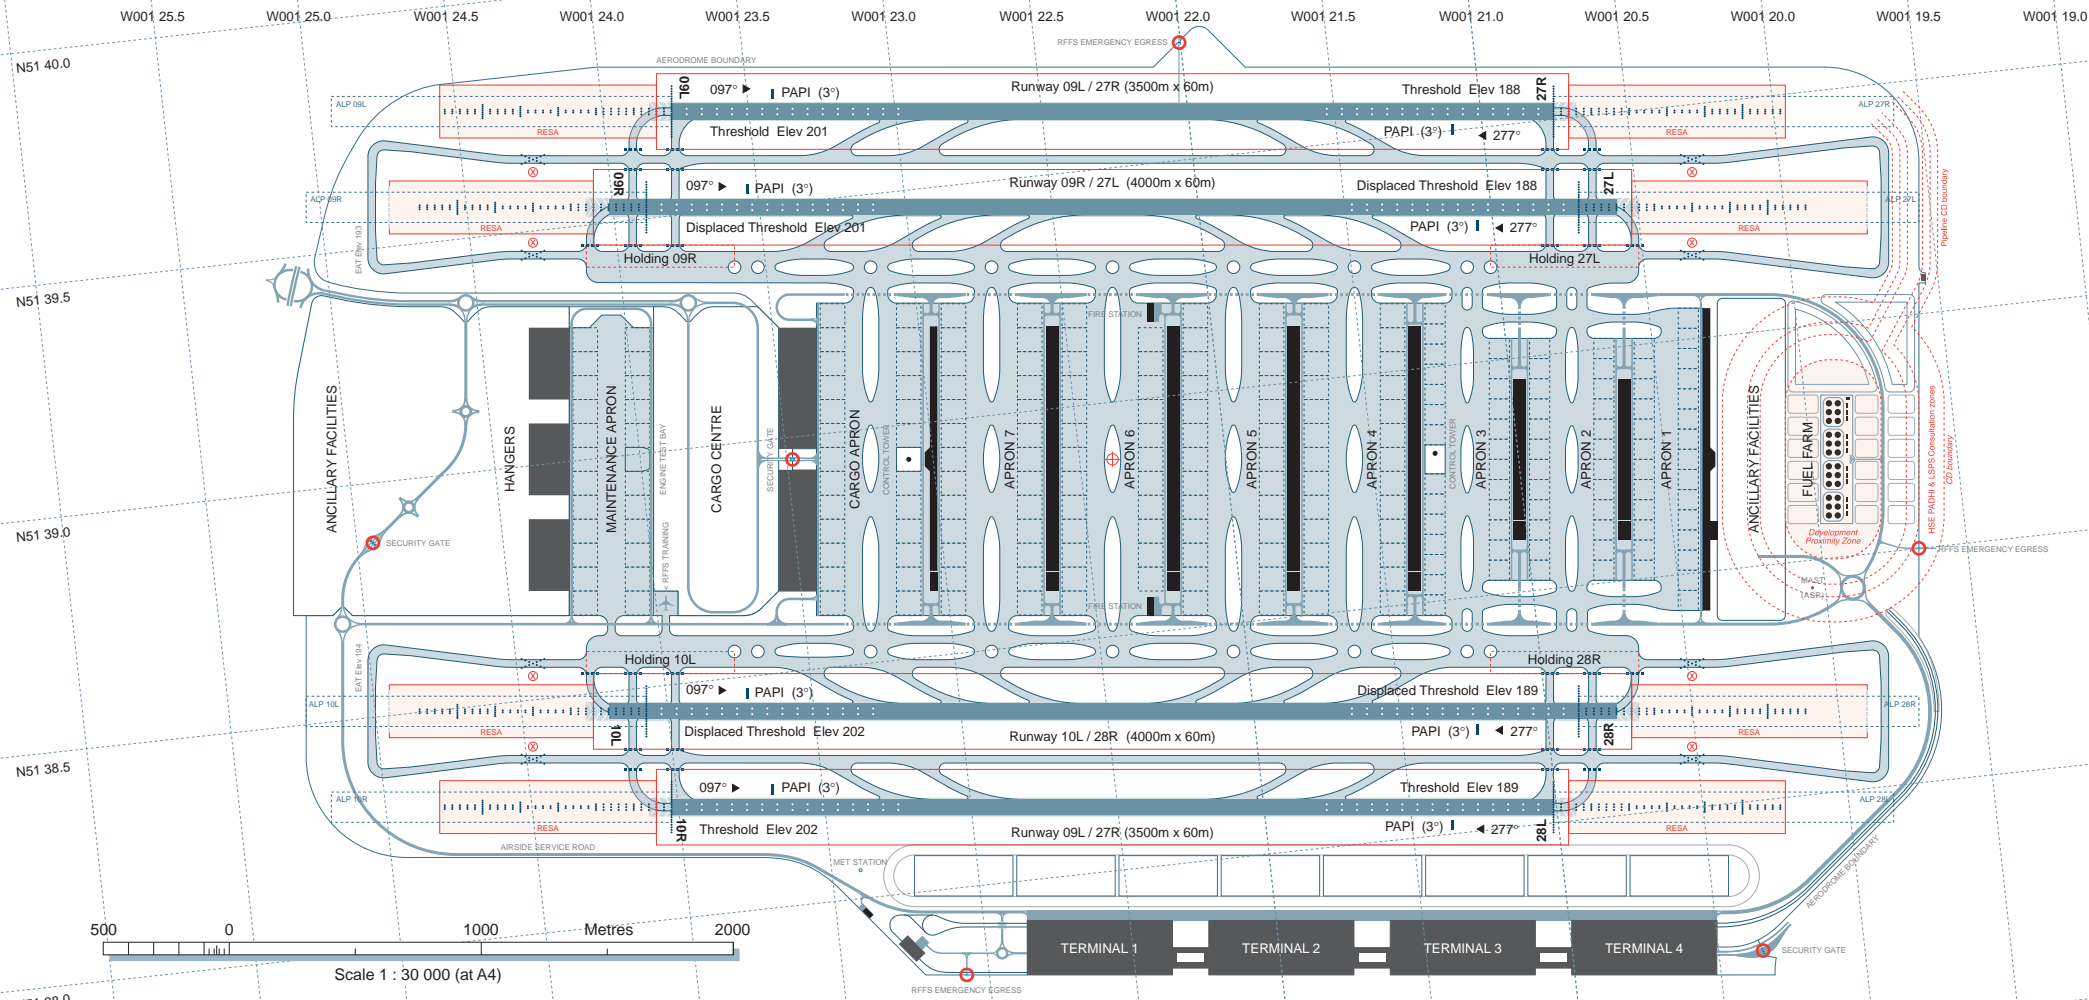 W001 25.5
W001 25.0
W001 24.5
W001 24.0
W001 23.5
W001 23.0
W001 22.5
W001 22.0
W001 21.5
W001 21.0
W001 20.5
W001 20.0
W001 19.5
W001 19.0
RFFS EMERGENCY EGRESS
AERODROME BOUNDARY
N51 40.0
09L
097°
PAPI (3°)
Runway 09L / 27R (3500m x 60m)
Threshold Elev 188
27R
ALP 09L
ALP 27R
RESA
Threshold Elev 201
PAPI (3°)
277°
RESA
09R
097°
PAPI (3°)
Runway 09R / 27L (4000m x 60m)
Displaced Threshold Elev 188
27L
ALP 09R
ALP 27L
RESA
Displaced Threshold Elev 201
PAPI (3°)
277°
RESA
Pipeline CD boundary
EAT Elev 193
Holding 09R
Holding 27L
N51 39.5
FIRE STATION
ANCILLARY FACILITIES
HANGERS
MAINTENANCE APRON
ENGINE TEST BAY
CARGO CENTRE
SECURITY GATE
CARGO APRON
CONTROL TOWER
APRON 7
APRON 6
APRON 5
APRON 4
CONTROL TOWER
APRON 3
APRON 2
APRON 1
ANCILLARY FACILITIES
FUEL FARM
HSE PADHI & LSPS Consultation zones
CD boundary
N51 39.0
SECURITY GATE
Development
Proximity Zone
RFFS EMERGENCY EGRESS
< RFFS TRAINING
MAST
(ASR)
FIRE STATION
EAT Elev 194
Holding 10L
Holding 28R
097°
PAPI (3°)
Displaced Threshold Elev 189
ALP 10L
ALP 28R
RESA
10L
Displaced Threshold Elev 202
Runway 10L / 28R (4000m x 60m)
PAPI (3°)
277°
28R
RESA
N51 38.5
097°
PAPI (3°)
Threshold Elev 189
ALP 10R
ALP 28L
RESA
10R
Threshold Elev 202
Runway 09L / 27R (3500m x 60m)
PAPI (3°)
277°
28L
RESA
AIRSIDE SERVICE ROAD
MET STATION
AERODROME BOUNDARY
500
0
1000
Metres
2000
Scale 1 : 30 000 (at A4)
TERMINAL 1
TERMINAL 2
TERMINAL 3
TERMINAL 4
SECURITY GATE
RFFS EMERGENCY EGRESS